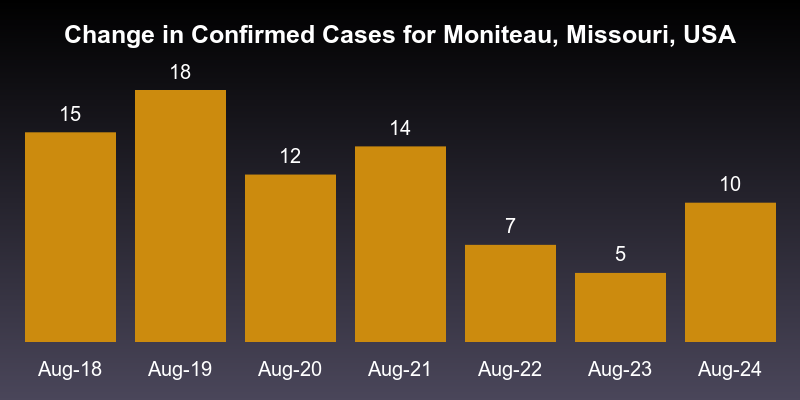 Change in Confirmed Cases for Moniteau, Missouri, USA
15
18
12
14
7
5
10
Aug-18
Aug-19
Aug-20
Aug-21
Aug-22
Aug-23
Aug-24